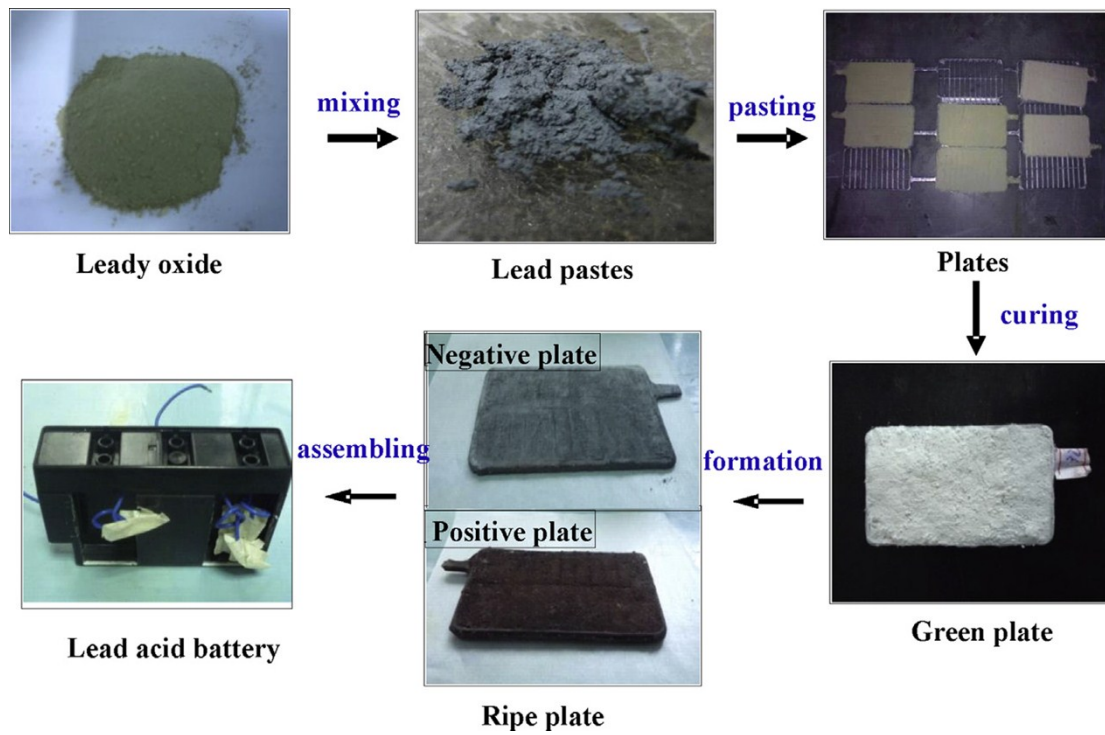 mixing
pasting
Leady oxide
Lead pastes
Plates
curing
Negative plate
assembling
formation
Positive plate
Lead acid battery
Green plate
Ripe plate